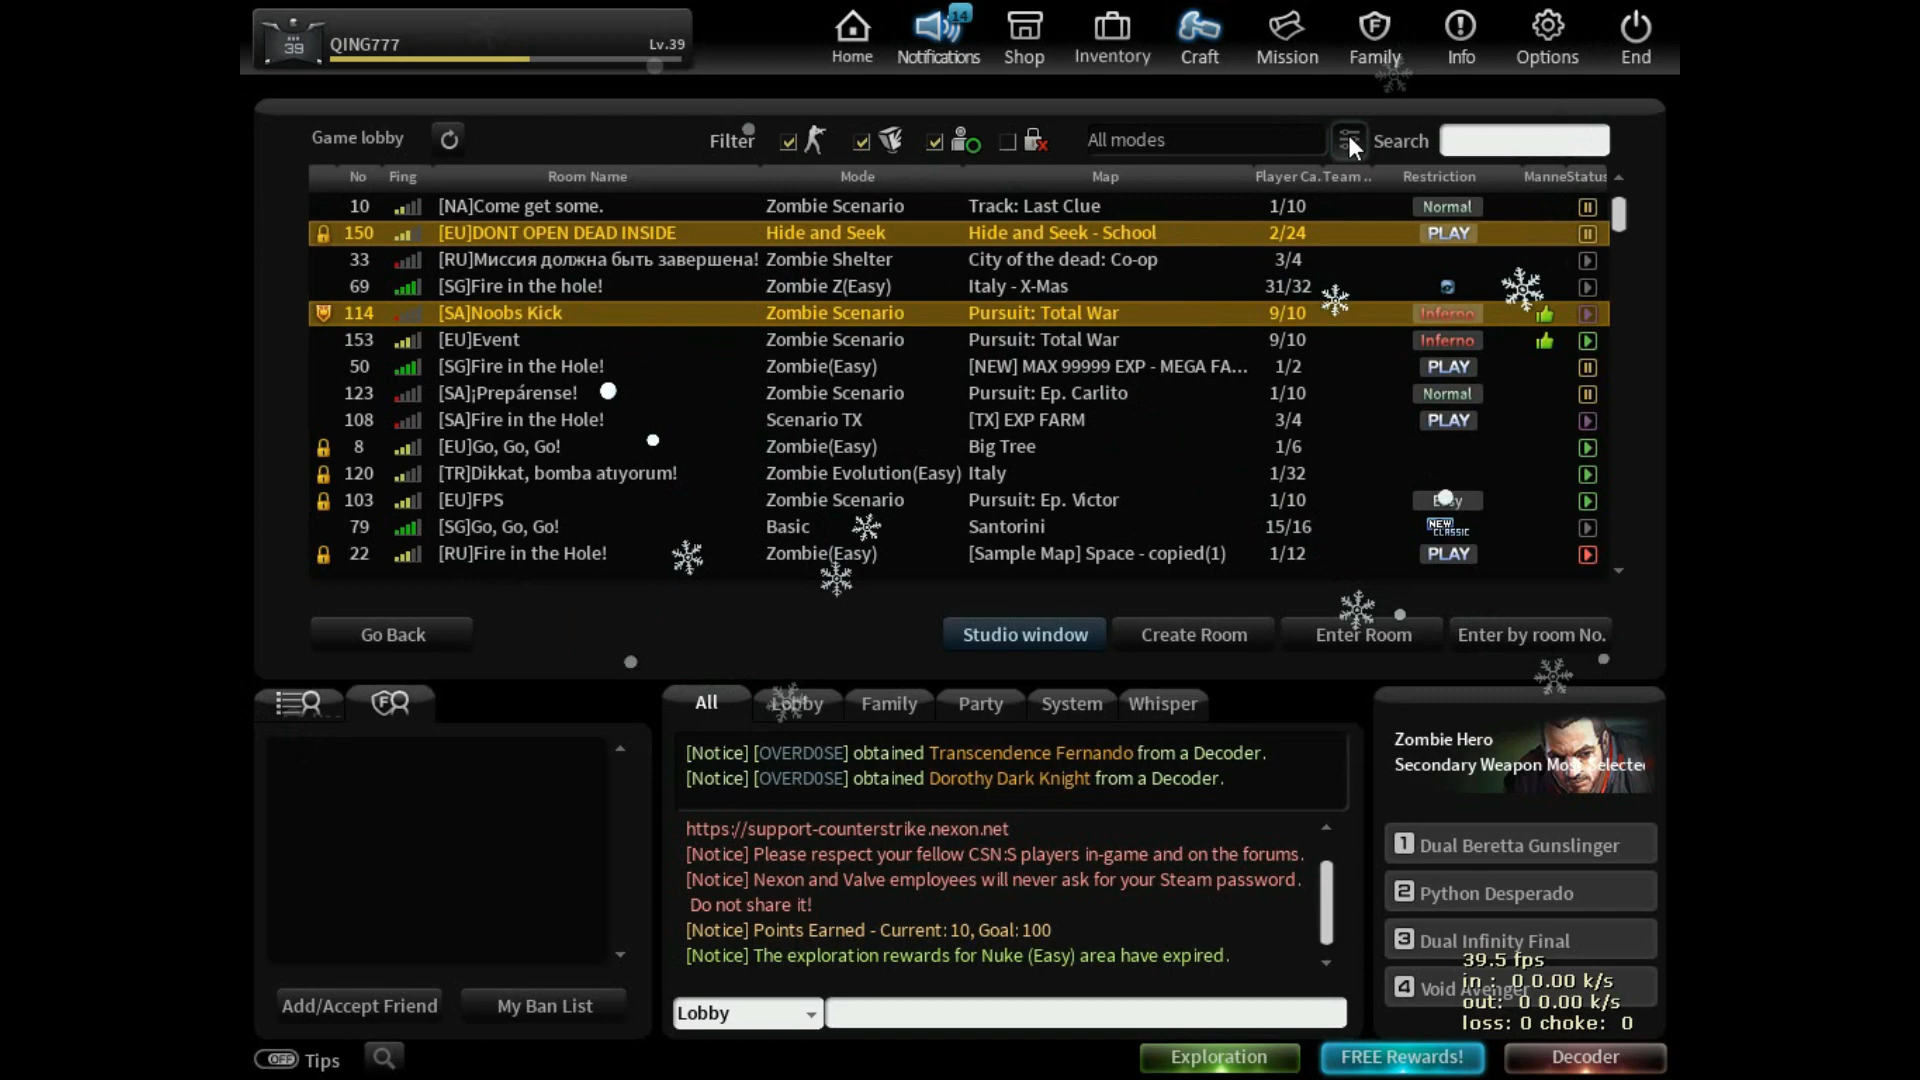 39 QING777 Lv.39
Home Notifications 14 Shop Inventory Craft Mission Family Info Options End
Game lobby Filter All modes Search
No Fing Room Name Mode Map Player Ca. Team .. Restriction Manne Status
10 [NA]Come get some. Zombie Scenario Track: Last Clue 1/10 Normal
150 [EU]DONT OPEN DEAD INSIDE Hide and Seek Hide and Seek - School 2/24 PLAY
33 [RU]Миссия должна быть завершена! Zombie Shelter City of the dead: Co-op 3/4
69 [SG]Fire in the hole! Zombie Z(Easy) Italy - X-Mas 31/32
114 [SA]Noobs Kick Zombie Scenario Pursuit: Total War 9/10 Inferno
153 [EU]Event Zombie Scenario Pursuit: Total War 9/10 Inferno
50 [SG]Fire in the Hole! Zombie(Easy) [NEW] MAX 99999 EXP - MEGA FA... 1/2 PLAY
123 [SA]¡Prepárense! Zombie Scenario Pursuit: Ep. Carlito 1/10 Normal
108 [SA]Fire in the Hole! Scenario TX [TX] EXP FARM 3/4 PLAY
8 [EU]Go, Go, Go! Zombie(Easy) Big Tree 1/6
120 [TR]Dikkat, bomba atıyorum! Zombie Evolution(Easy) Italy 1/32
103 [EU]FPS Zombie Scenario Pursuit: Ep. Victor 1/10
79 [SG]Go, Go, Go! Basic Santorini 15/16 NEW CLASSIC
22 [RU]Fire in the Hole! Zombie(Easy) [Sample Map] Space - copied(1) 1/12 PLAY
Go Back Studio window Create Room Enter Room Enter by room No.
All Lobby Family Party System Whisper
[Notice] [OVERD0SE] obtained Transcendence Fernando from a Decoder.
[Notice] [OVERD0SE] obtained Dorothy Dark Knight from a Decoder.
https://support-counterstrike.nexon.net
[Notice] Please respect your fellow CSN:S players in-game and on the forums.
[Notice] Nexon and Valve employees will never ask for your Steam password.
Do not share it!
[Notice] Points Earned - Current: 10, Goal: 100
[Notice] The exploration rewards for Nuke (Easy) area have expired.
Lobby
Add/Accept Friend My Ban List
Zombie Hero
Secondary Weapon Most Selected
1 Dual Beretta Gunslinger
2 Python Desperado
3 Dual Infinity Final
4 Void Avenger
39.5 fps
in : 0 0.00 k/s
out: 0 0.00 k/s
loss: 0 choke: 0
OFF Tips
Exploration FREE Rewards! Decoder